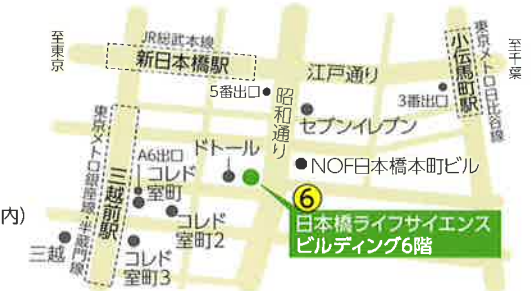 至東京
JR総武本線
新日本橋駅
江戸通り
小伝馬町駅
東京メトロ日比谷線
至千葉
5番出口
昭和通り
3番出口
セブンイレブン
東京メトロ銀座線・半蔵門線
三越前駅
A6出口
ドトール
NOF日本橋本町ビル
コレド
室町
⑥
内)
コレド
室町2
日本橋ライフサイエンス
ビルディング6階
三越
コレド
室町3